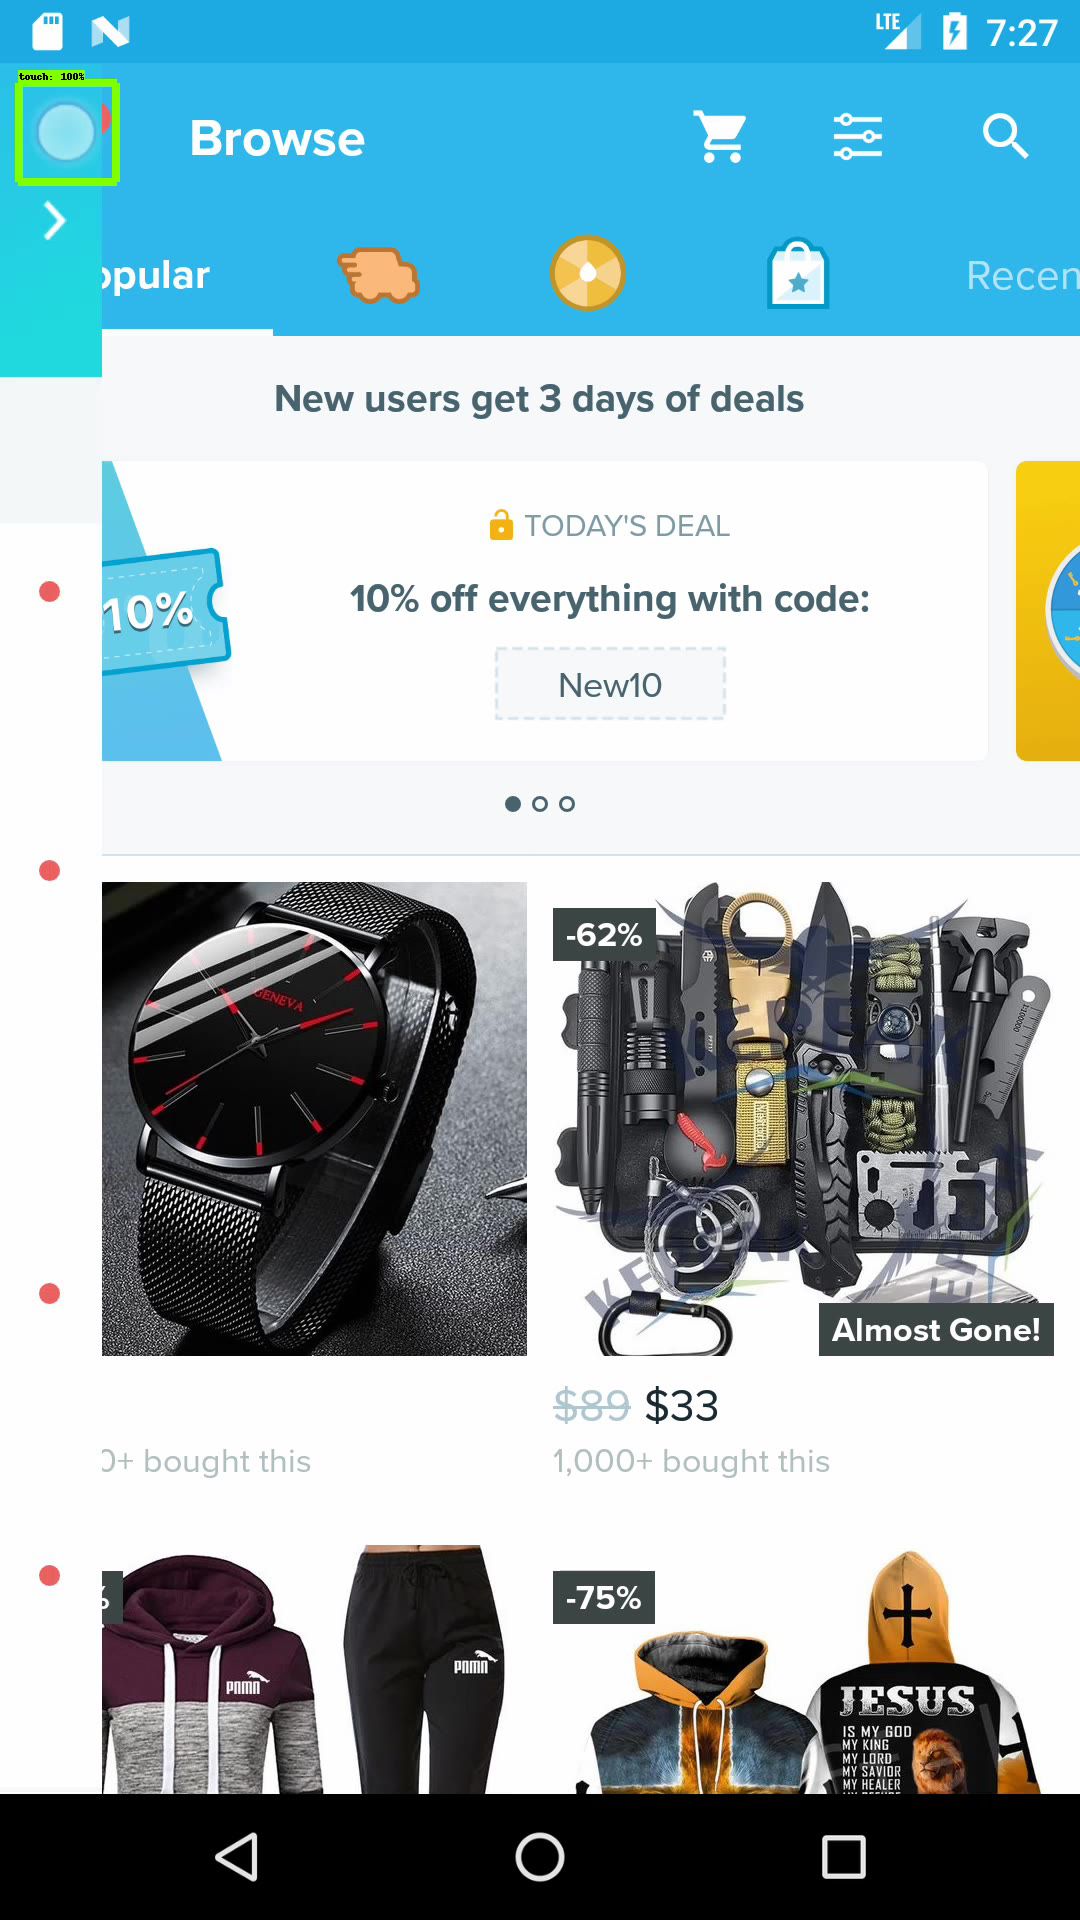 LTE 7:27
touch: 100%
Browse
opular
Recen
New users get 3 days of deals
TODAY'S DEAL
10% off everything with code:
10%
New10
-62%
GENEVA
Almost Gone!
$89 $33
0+ bought this
1,000+ bought this
%
-75%
PNMN
PNMN
JESUS
IS MY GOD
MY KING
MY LORD
MY SAVIOR
MY HEALER